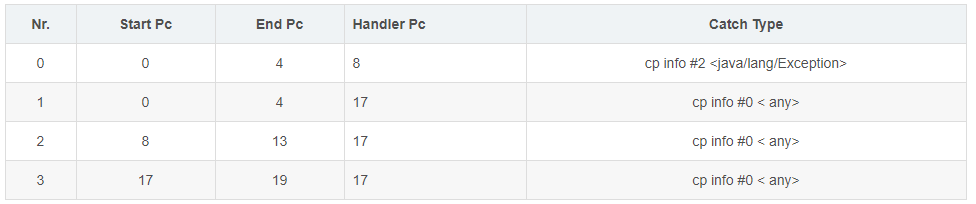 Nr. Start Pc End Pc Handler Pc Catch Type
0 0 4 8 cp info #2 <java/lang/Exception>
1 0 4 17 cp info #0 < any>
2 8 13 17 cp info #0 < any>
3 17 19 17 cp info #0 < any>